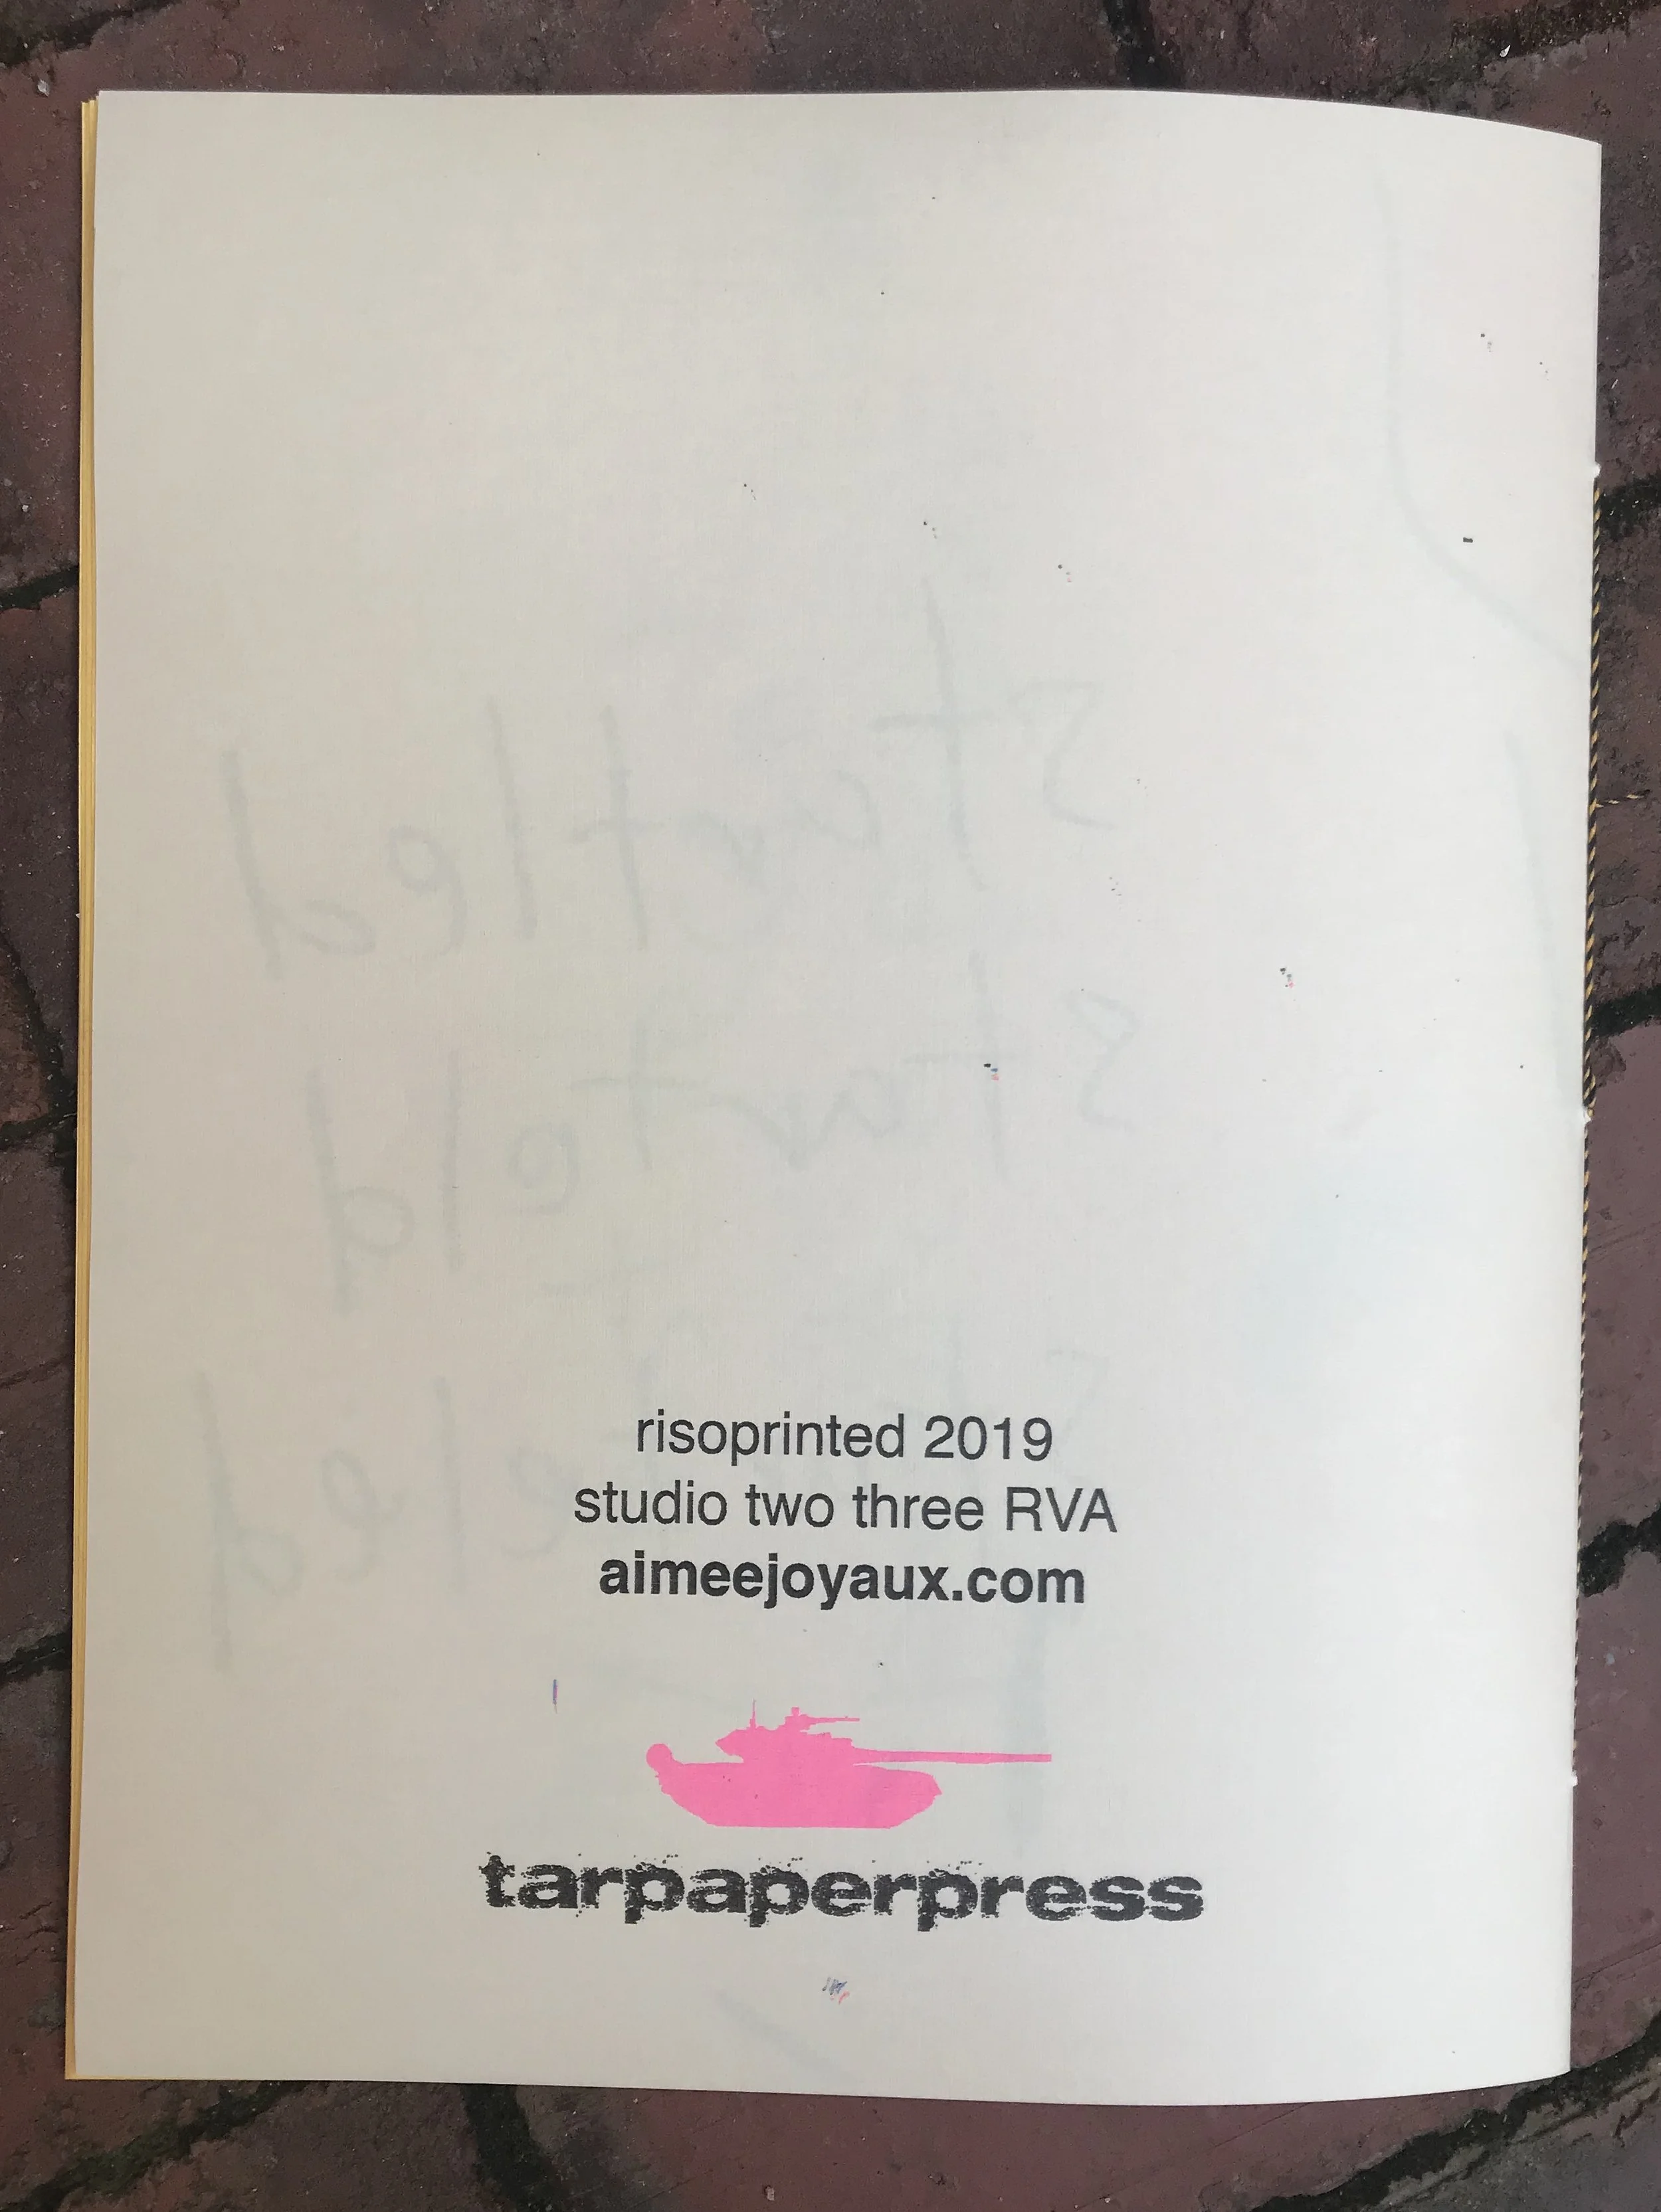 risoprinted 2019
studio two three RVA
aimeejoyaux.com
tarpaperpress